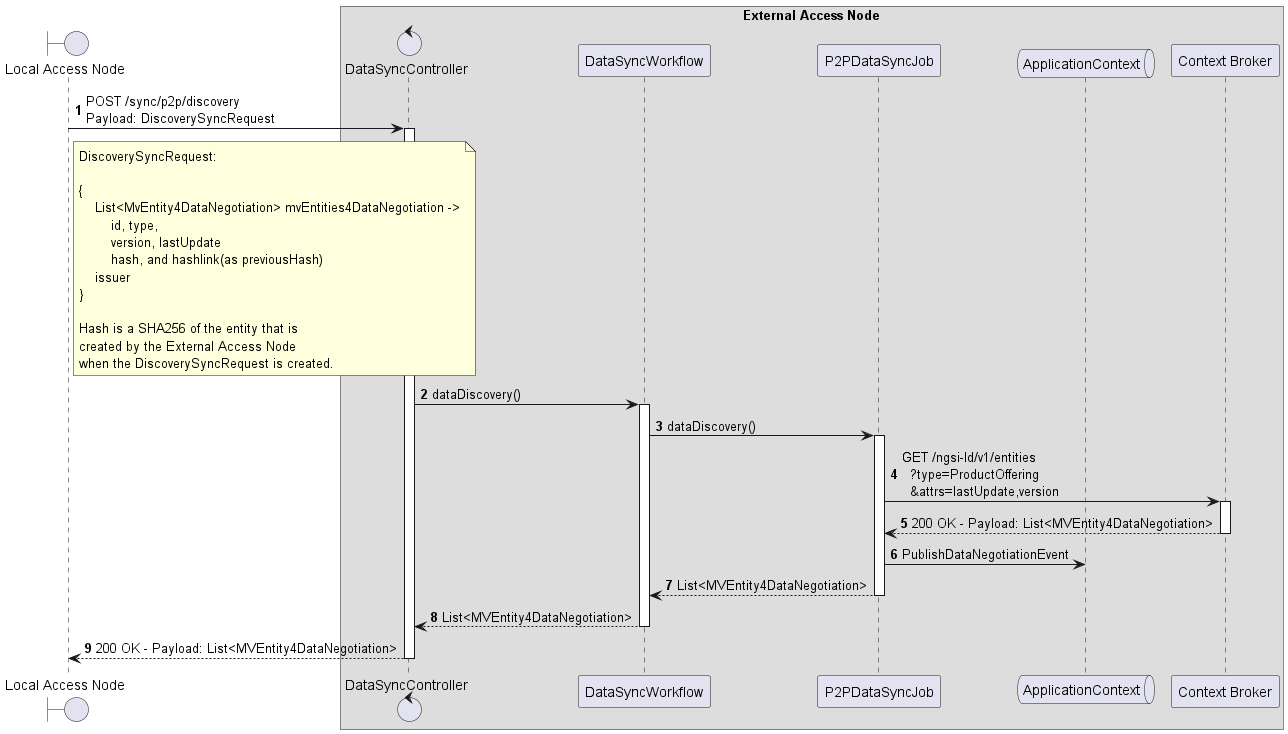 External Access Node
Local Access Node
DataSyncController
DataSyncWorkflow
P2PDataSyncJob
ApplicationContext
Context Broker
1 POST /sync/p2p/discovery
Payload: DiscoverySyncRequest
DiscoverySyncRequest:
{
List<MvEntity4DataNegotiation> mvEntities4DataNegotiation ->
id, type,
version, lastUpdate
hash, and hashlink(as previousHash)
issuer
}
Hash is a SHA256 of the entity that is
created by the External Access Node
when the DiscoverySyncRequest is created.
2 dataDiscovery()
3 dataDiscovery()
4 GET /ngsi-ld/v1/entities
?type=ProductOffering
&attrs=lastUpdate,version
5 200 OK - Payload: List<MVEntity4DataNegotiation>
6 PublishDataNegotiationEvent
7 List<MVEntity4DataNegotiation>
8 List<MVEntity4DataNegotiation>
9 200 OK - Payload: List<MVEntity4DataNegotiation>
Local Access Node
DataSyncController
DataSyncWorkflow
P2PDataSyncJob
ApplicationContext
Context Broker